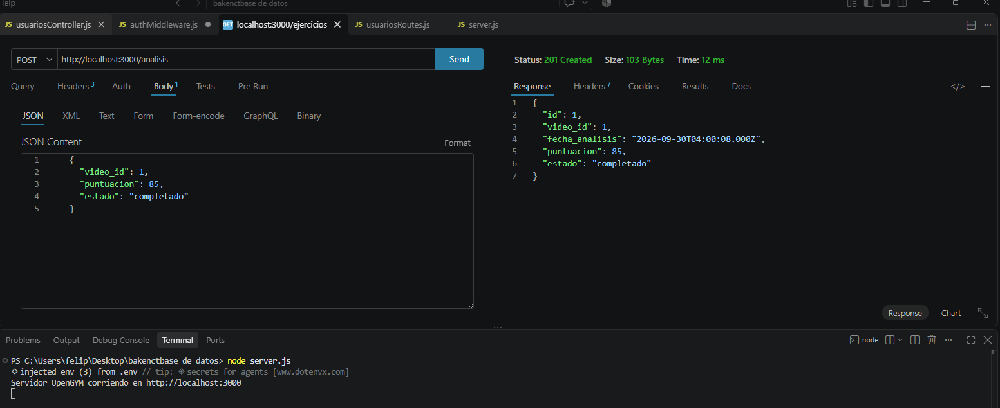 Help
bakenctbase de datos
JS usuariosController.js
JS authMiddleware.js
GET localhost:3000/ejercicios
JS usuariosRoutes.js
JS server.js
POST
http://localhost:3000/analisis
Send
Query
Headers 3
Auth
Body 1
Tests
Pre Run
JSON
XML
Text
Form
Form-encode
GraphQL
Binary
JSON Content
Format
1 {
2 "video_id": 1,
3 "puntuacion": 85,
4 "estado": "completado"
5 }
Status: 201 Created Size: 103 Bytes Time: 12 ms
Response
Headers 7
Cookies
Results
Docs
</>
1 {
2 "id": 1,
3 "video_id": 1,
4 "fecha_analisis": "2026-09-30T04:00:08.000Z",
5 "puntuacion": 85,
6 "estado": "completado"
7 }
Response
Chart
Problems
Output
Debug Console
Terminal
Ports
node
PS C:\Users\felip\Desktop\bakenctbase de datos> node server.js
injected env (3) from .env // tip: ◈ secrets for agents [www.dotenvx.com]
Servidor OpenGYM corriendo en http://localhost:3000